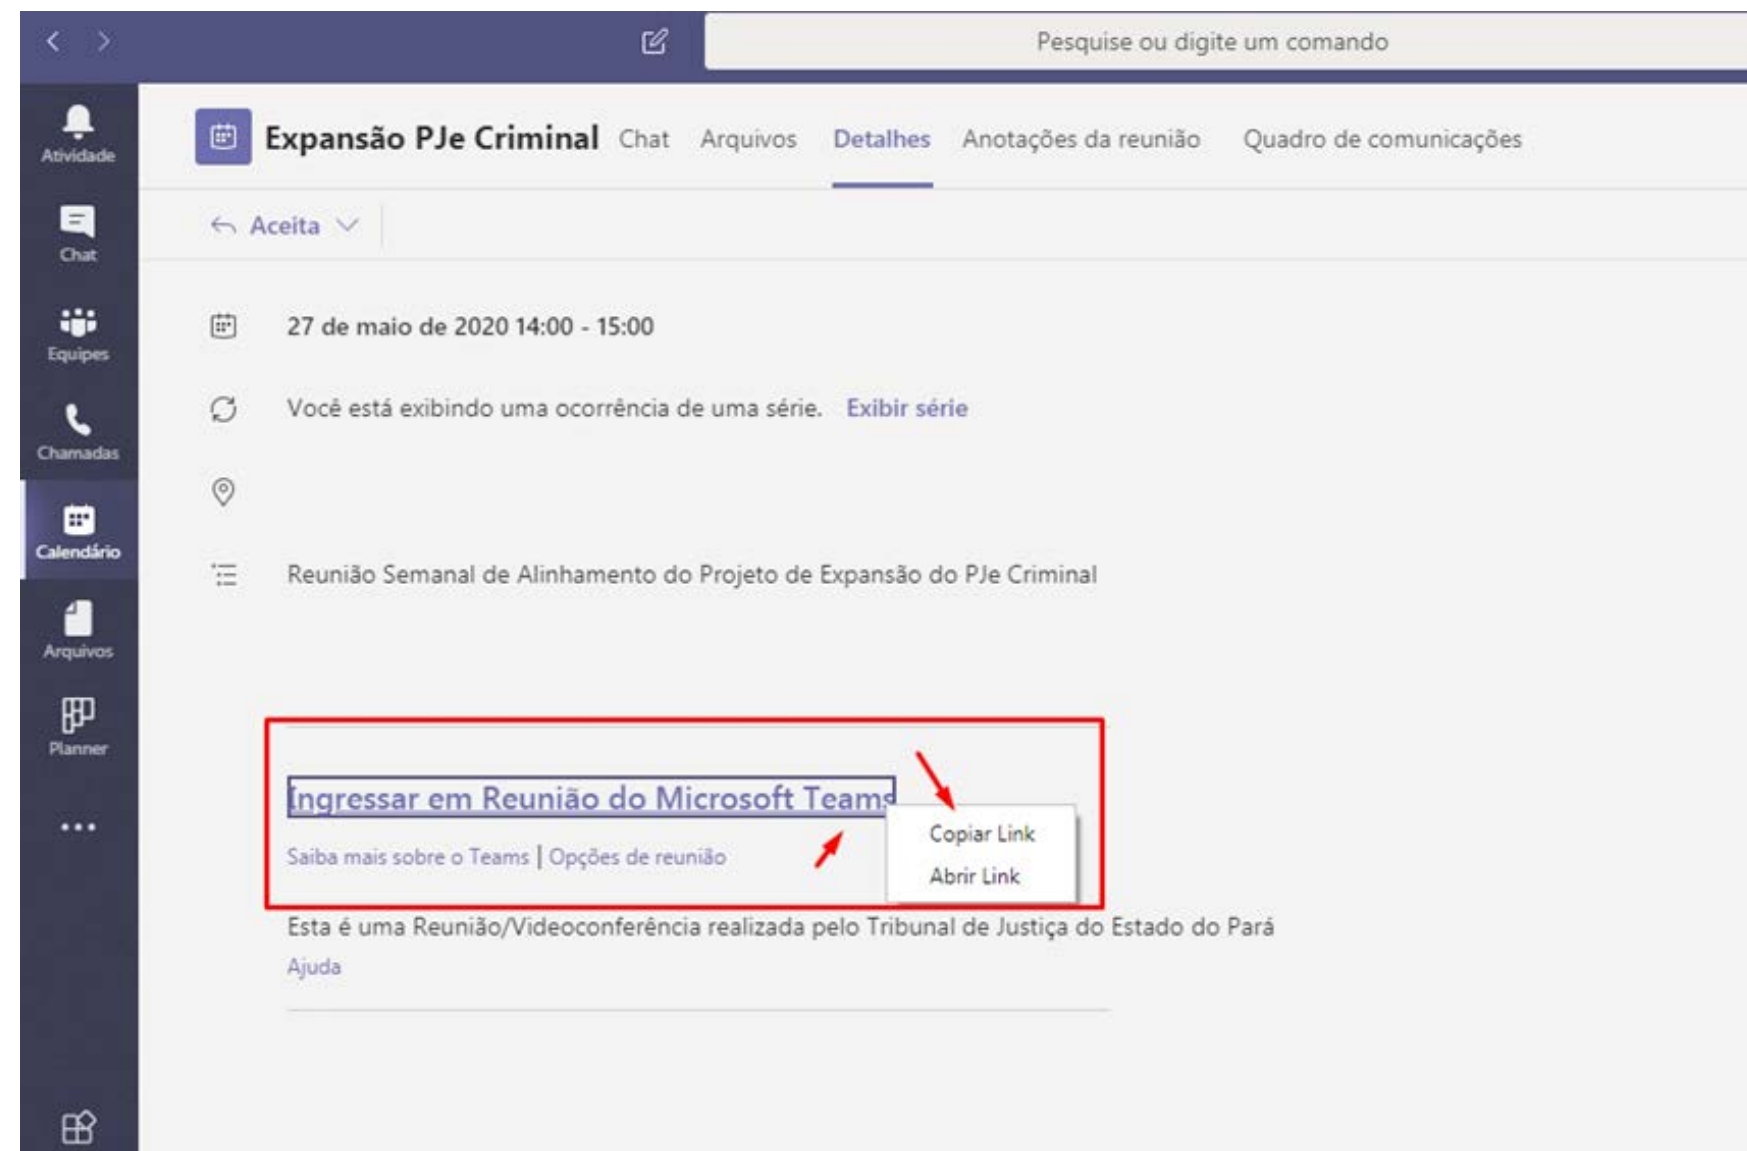 Pesquise ou digite um comando
Atividade
Chat
Equipes
Chamadas
Calendário
Arquivos
Planner
Expansão PJe Criminal Chat Arquivos Detalhes Anotações da reunião Quadro de comunicações
Aceita
27 de maio de 2020 14:00 - 15:00
Você está exibindo uma ocorrência de uma série. Exibir série
Reunião Semanal de Alinhamento do Projeto de Expansão do PJe Criminal
Ingressar em Reunião do Microsoft Teams
Copiar Link
Abrir Link
Saiba mais sobre o Teams | Opções de reunião
Esta é uma Reunião/Videoconferência realizada pelo Tribunal de Justiça do Estado do Pará
Ajuda